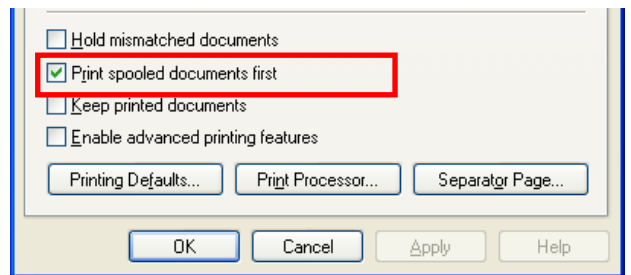 Hold mismatched documents
Print spooled documents first
Keep printed documents
Enable advanced printing features
Printing Defaults... Print Processor... Separator Page...
OK Cancel Apply Help